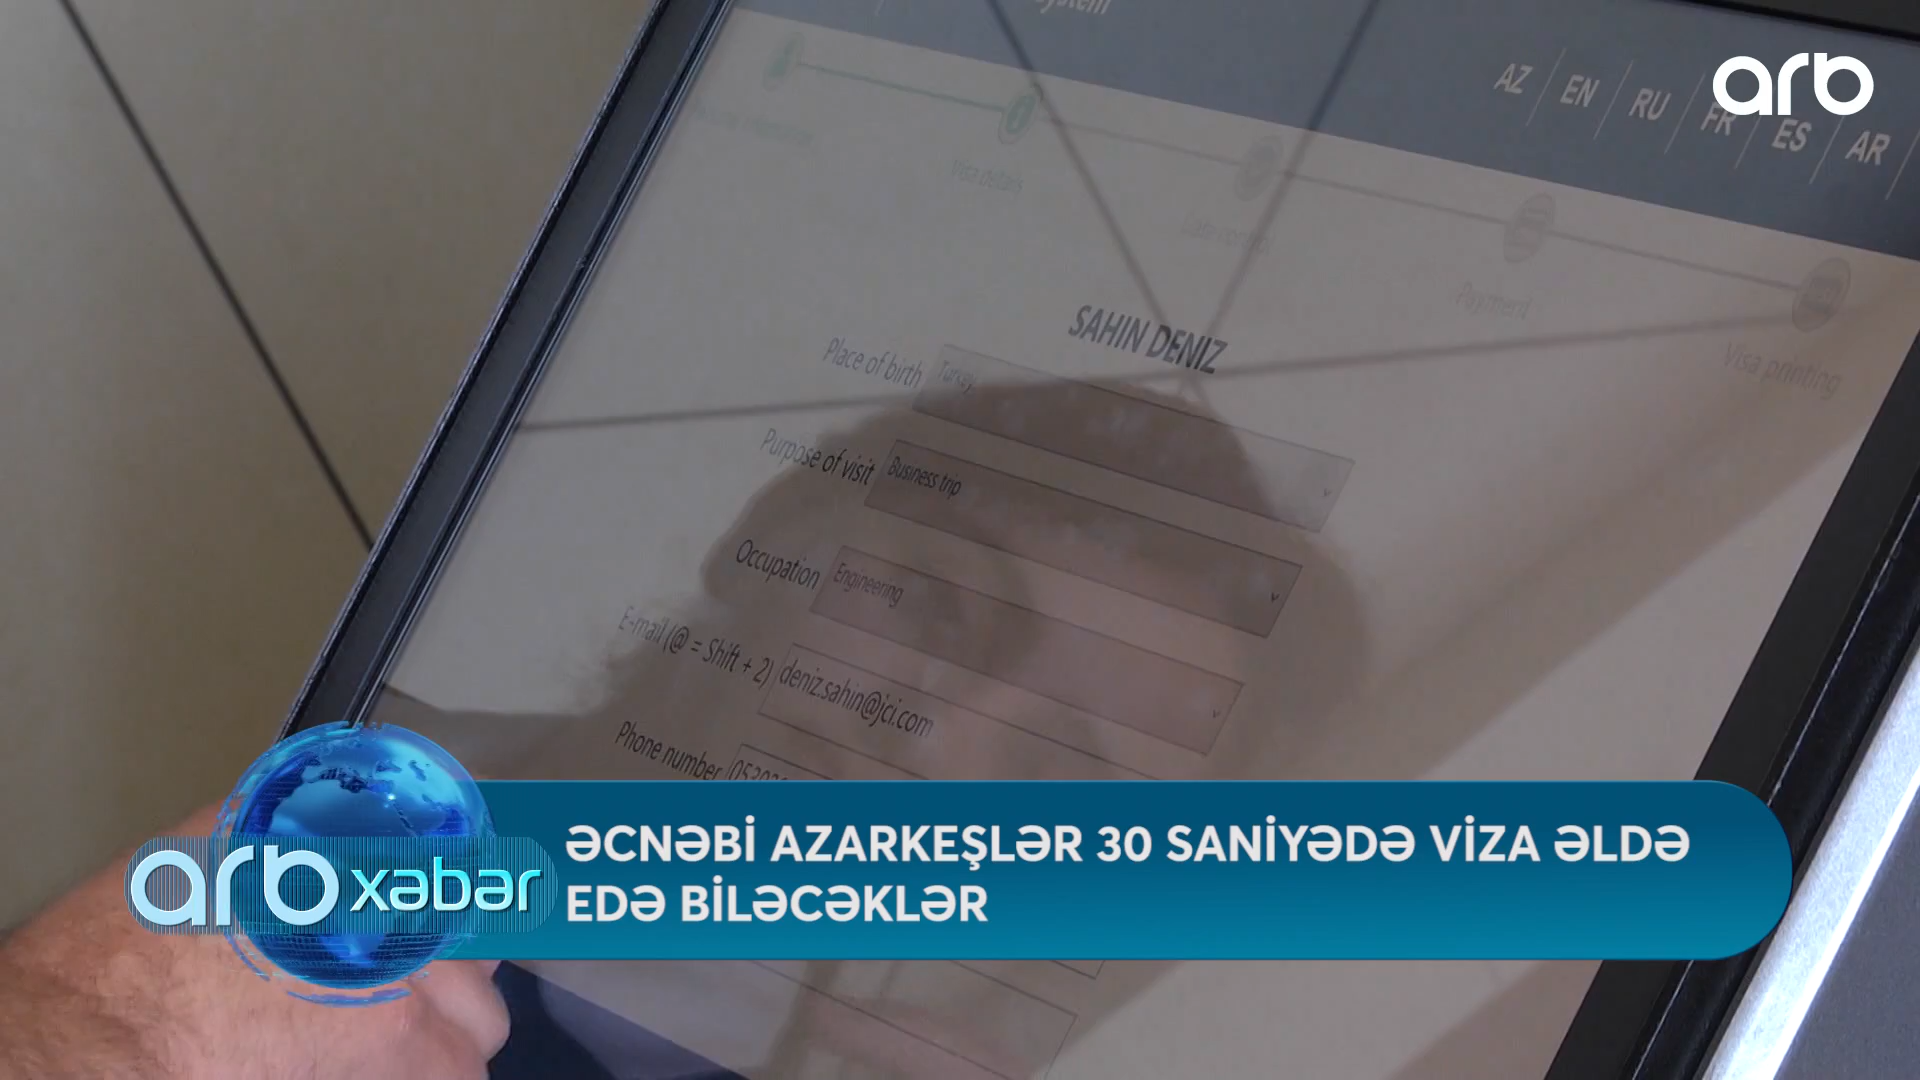 System
AZ EN RU FR ES AR
arb
Visa details
Payment
Visa printing
SAHIN DENIZ
Place of birth Turkey
Purpose of visit Business trip
Occupation Engineering
E-mail (@ = Shift + 2) deniz.sahin@jci.com
Phone number
arb xəbər
ƏCNƏBİ AZARKEŞLƏR 30 SANİYƏDƏ VİZA ƏLDƏ
EDƏ BİLƏCƏKLƏR